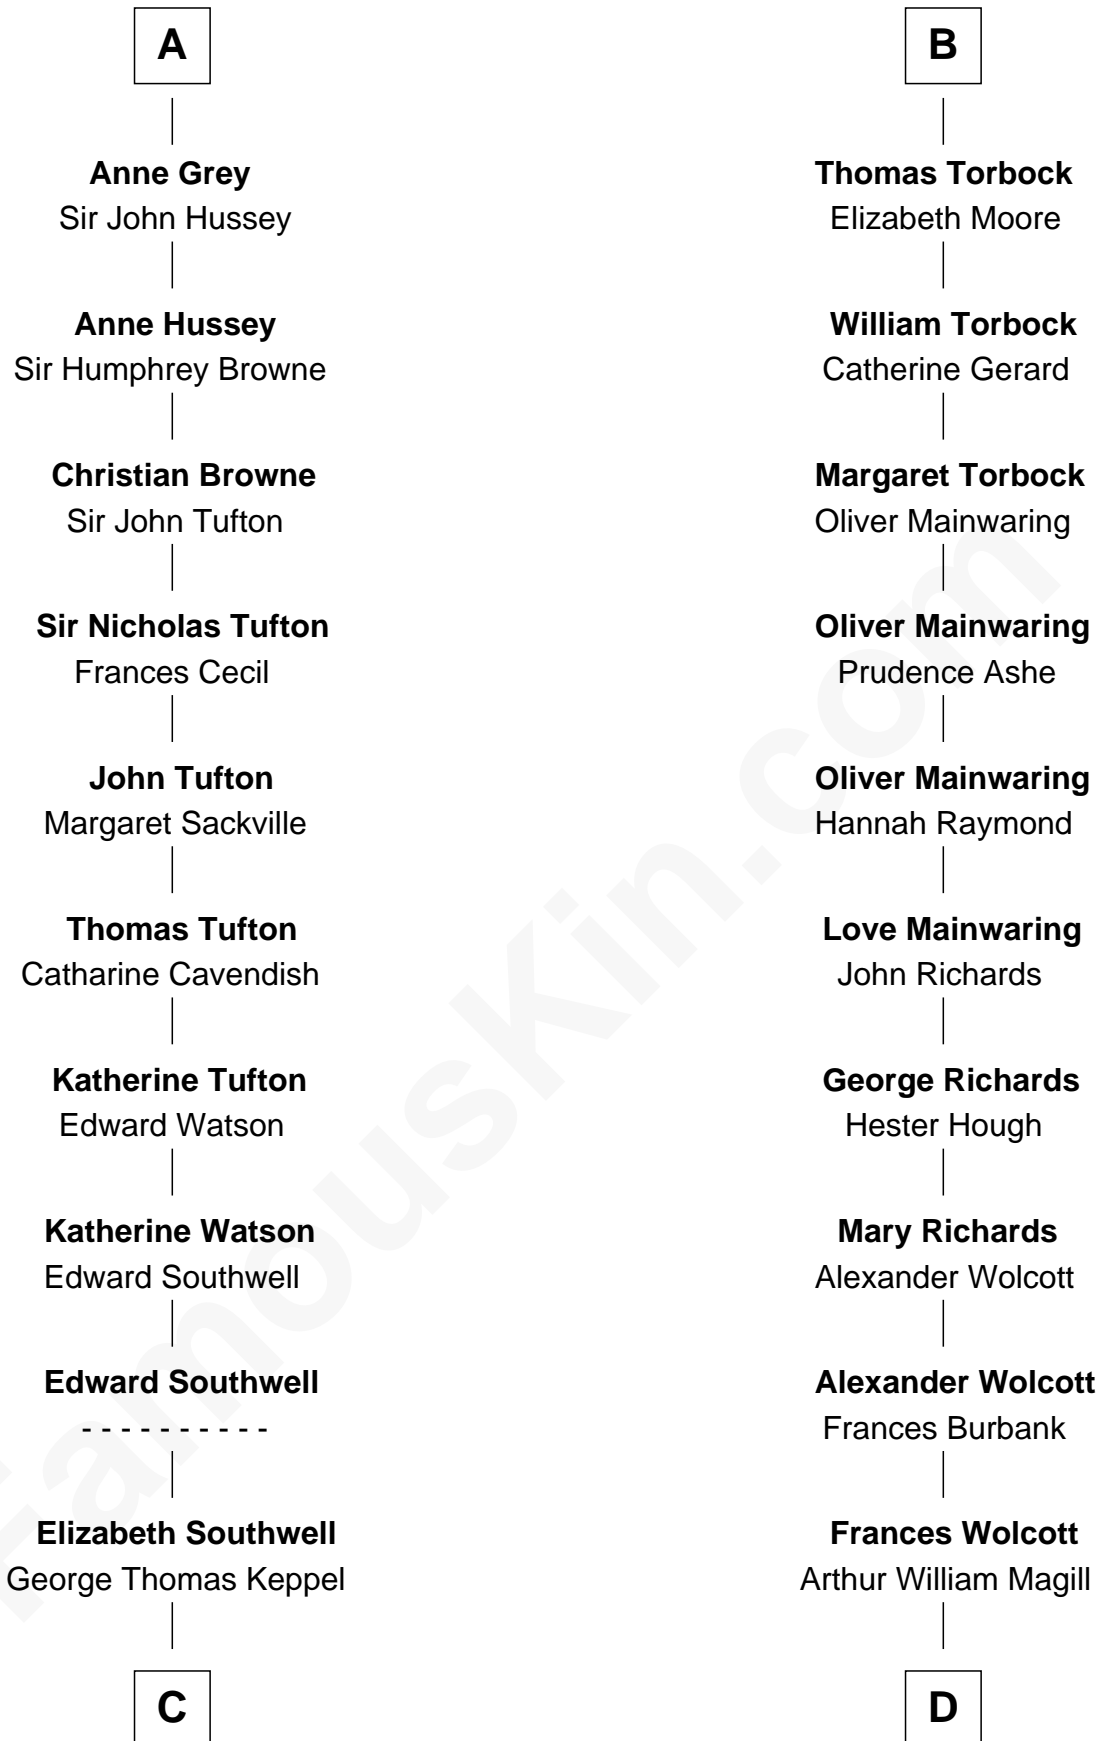 A
Anne Grey
Sir John Hussey
Anne Hussey
Sir Humphrey Browne
Christian Browne
Sir John Tufton
Sir Nicholas Tufton
Frances Cecil
John Tufton
Margaret Sackville
Thomas Tufton
Catharine Cavendish
Katherine Tufton
Edward Watson
Katherine Watson
Edward Southwell
Edward Southwell
- - - - - - - - - -
Elizabeth Southwell
George Thomas Keppel
C
B
Thomas Torbock
Elizabeth Moore
William Torbock
Catherine Gerard
Margaret Torbock
Oliver Mainwaring
Oliver Mainwaring
Prudence Ashe
Oliver Mainwaring
Hannah Raymond
Love Mainwaring
John Richards
George Richards
Hester Hough
Mary Richards
Alexander Wolcott
Alexander Wolcott
Frances Burbank
Frances Wolcott
Arthur William Magill
D
FamousKin.com